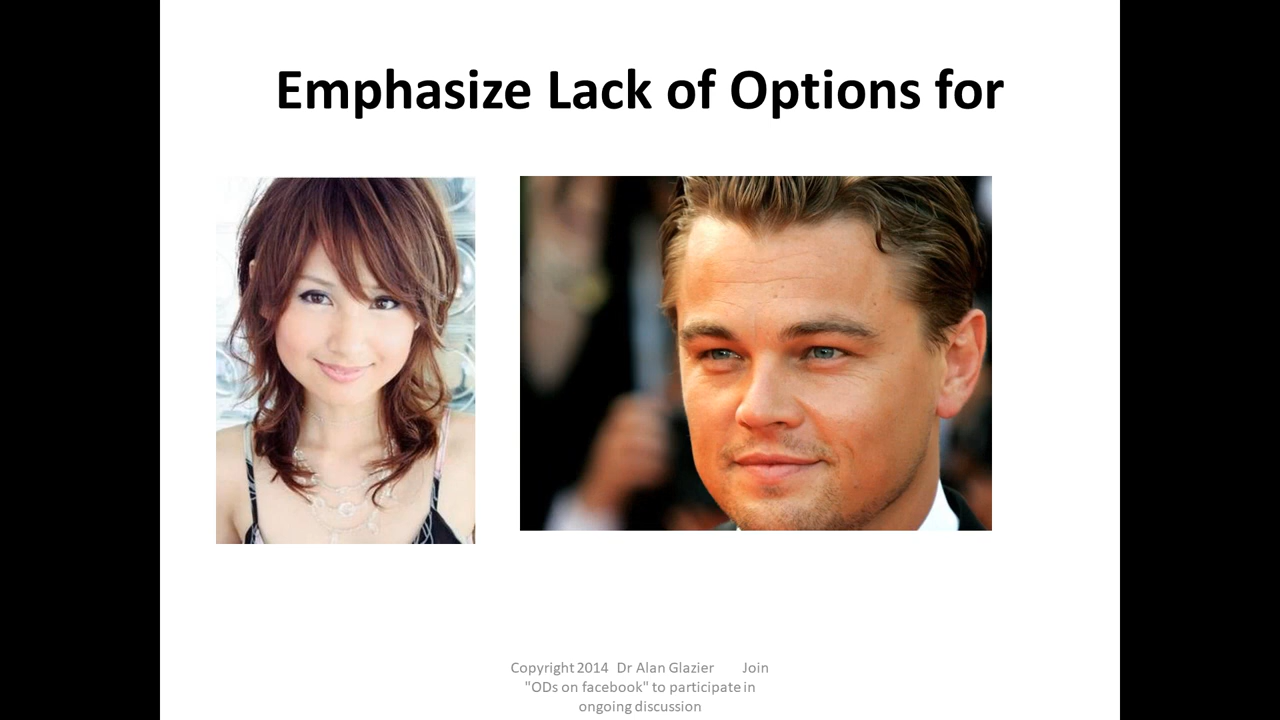 Emphasize Lack of Options for
Copyright 2014 Dr Alan Glazier Join
"ODs on facebook" to participate in
ongoing discussion